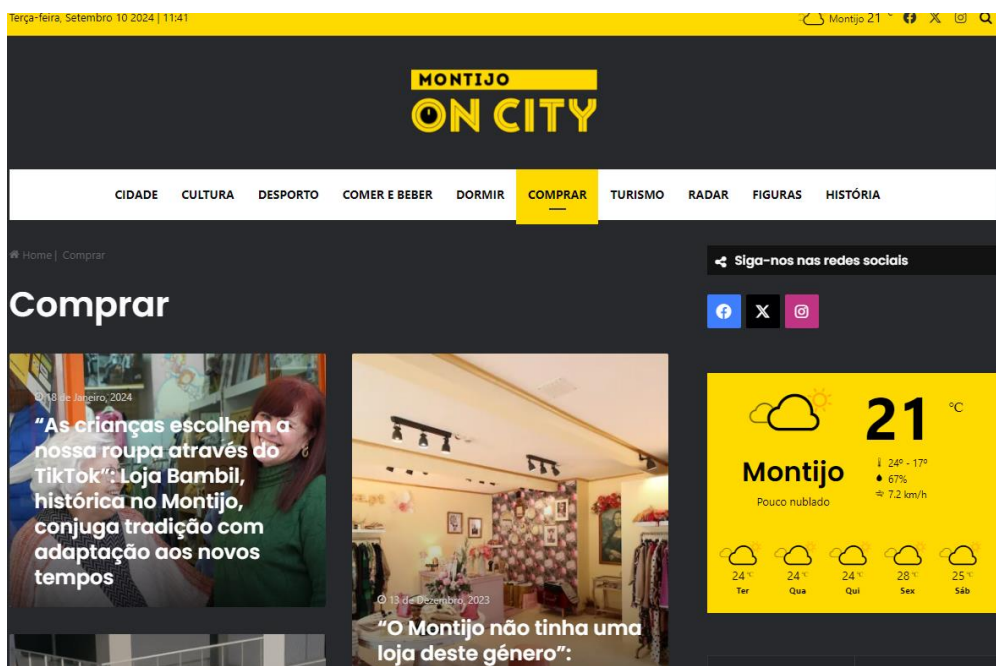 Terça-feira, Setembro 10 2024 | 11:41
Montijo 21 °
MONTIJO
ON CITY
CIDADE CULTURA DESPORTO COMER E BEBER DORMIR COMPRAR TURISMO RADAR FIGURAS HISTÓRIA
Home | Comprar
Siga-nos nas redes sociais
Comprar
18 de Janeiro, 2024
“As crianças escolhem a
nossa roupa através do
TikTok”: Loja Bambil,
histórica no Montijo,
conjuga tradição com
adaptação aos novos
tempos
13 de Dezembro, 2023
“O Montijo não tinha uma
loja deste género”:
21 °C
Montijo
Pouco nublado
24º - 17º
67%
7.2 km/h
24 °C 24 °C 24 °C 28 °C 25 °C
Ter Qua Qui Sex Sáb